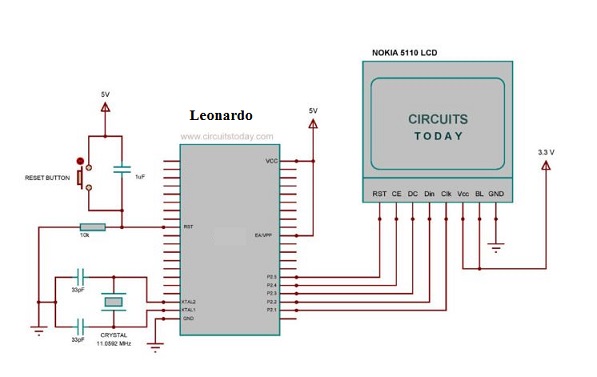 NOKIA 5110 LCD
5V
Leonardo
5V
www.circuitstoday.com
CIRCUITS
TODAY
3.3 V
VCC
RESET BUTTON
1uF
RST CE DC Din Clk Vcc BL GND
RST
10k
EA/VPP
P2.5
P2.4
P2.3
P2.2
P2.1
33pF
XTAL2
XTAL1
GND
33pF
CRYSTAL
11.0592 MHz